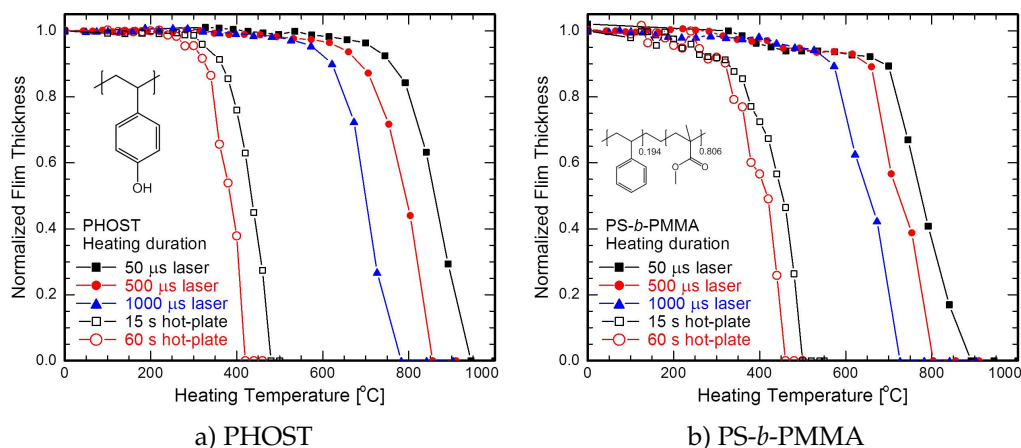 a)
Normalized Flim Thickness
1.0
0.8
0.6
0.4
0.2
0.0
OH
PHOST
Heating duration
50 μs laser
500 μs laser
1000 μs laser
15 s hot-plate
60 s hot-plate
0 200 400 600 800 1000
Heating Temperature [°C]
a) PHOST
b)
Normalized Flim Thickness
1.0
0.8
0.6
0.4
0.2
0.0
0.194
0.806
O
O
PS-b-PMMA
Heating duration
50 μs laser
500 μs laser
1000 μs laser
15 s hot-plate
60 s hot-plate
0 200 400 600 800 1000
Heating Temperature [°C]
b) PS-b-PMMA